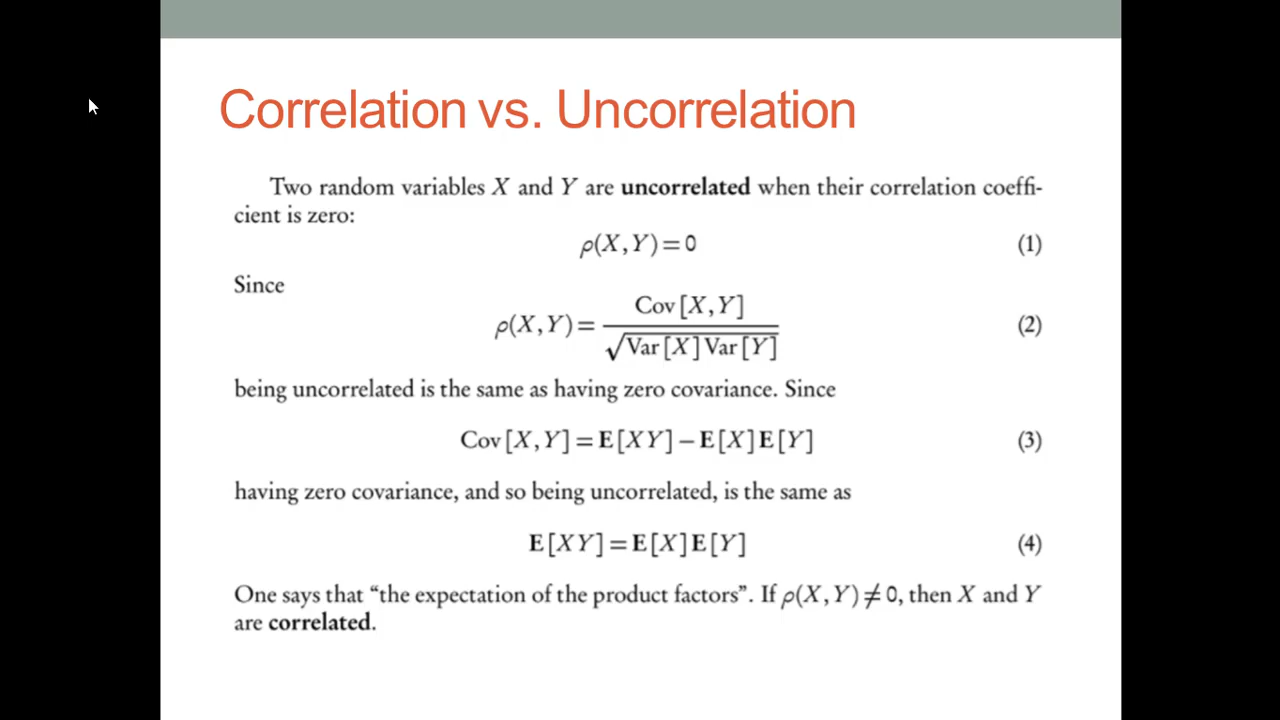 Correlation vs. Uncorrelation
Two random variables X and Y are uncorrelated when their correlation coeffi-
cient is zero:
ρ(X,Y)=0 (1)
Since
ρ(X,Y)= Cov[X,Y] / √Var[X]Var[Y] (2)
being uncorrelated is the same as having zero covariance. Since
Cov[X,Y]=E[XY]−E[X]E[Y] (3)
having zero covariance, and so being uncorrelated, is the same as
E[XY]=E[X]E[Y] (4)
One says that “the expectation of the product factors”. If ρ(X,Y)≠0, then X and Y
are correlated.